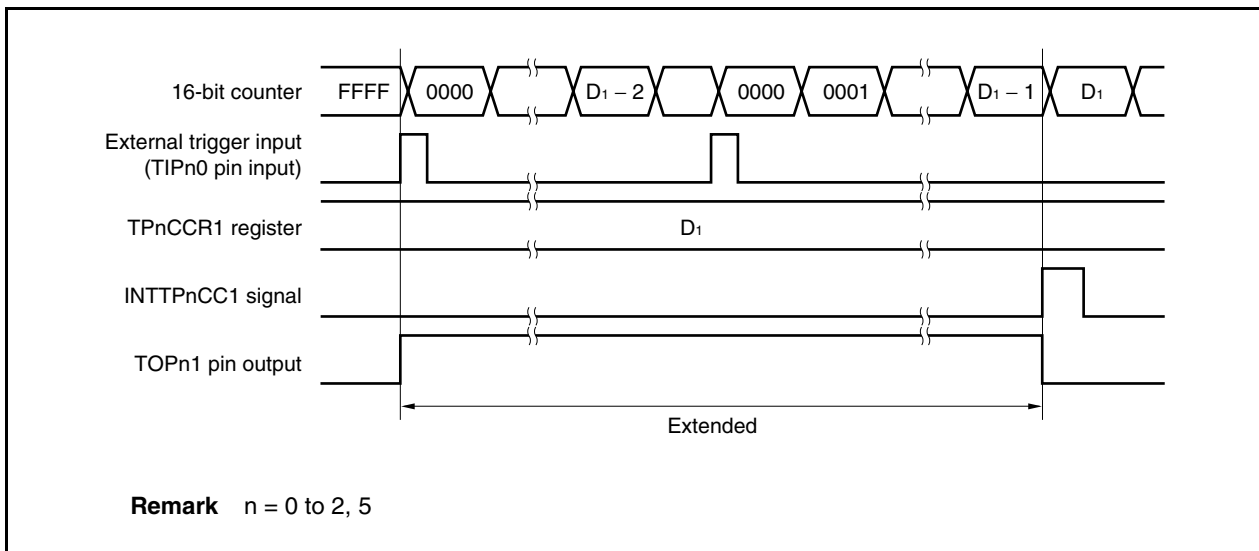 16-bit counter FFFF 0000 D₁ − 2 0000 0001 D₁ − 1 D₁
External trigger input
(TIPn0 pin input)
TPnCCR1 register D₁
INTTPnCC1 signal
TOPn1 pin output
Extended
Remark n = 0 to 2, 5